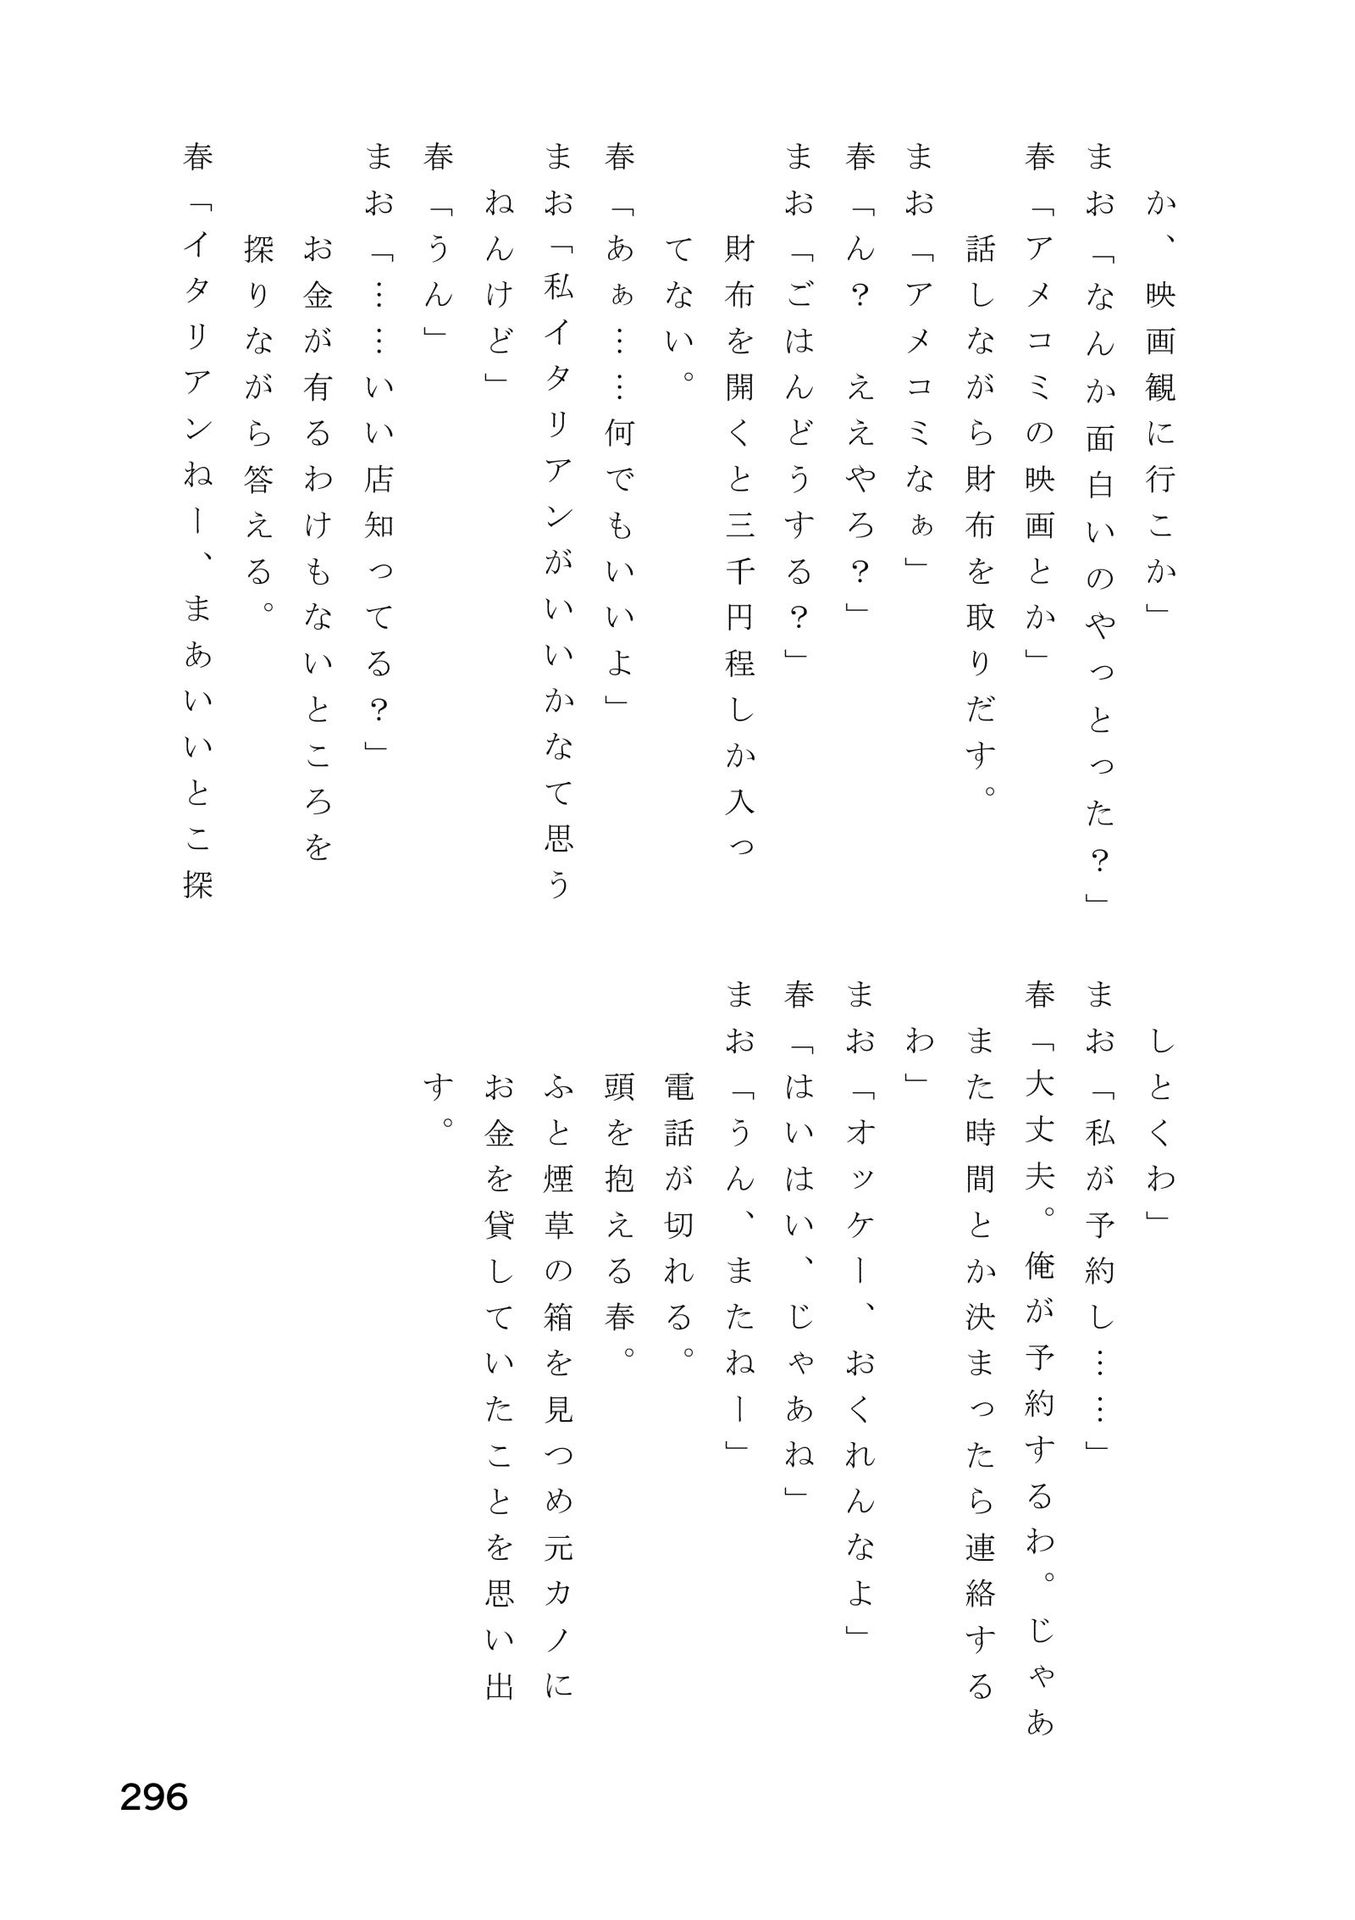 か、映画観に行こか」
まお「なんか面白いのやっとった？」
春「アメコミの映画とか」
話しながら財布を取りだす。
まお「アメコミなぁ」
春「ん？　ええやろ？」
まお「ごはんどうする？」
財布を開くと三千円程しか入っ
てない。
春「あぁ……何でもいいよ」
まお「私イタリアンがいいかなて思う
ねんけど」
春「うん」
まお「……いい店知ってる？」
お金が有るわけもないところを
探りながら答える。
春「イタリアンねー、まあいいとこ探
しとくわ」
まお「私が予約し……」
春「大丈夫。俺が予約するわ。じゃあ
また時間とか決まったら連絡する
わ」
まお「オッケー、おくれんなよ」
春「はいはい、じゃあね」
まお「うん、またねー」
電話が切れる。
頭を抱える春。
ふと煙草の箱を見つめ元カノに
お金を貸していたことを思い出
す。
296